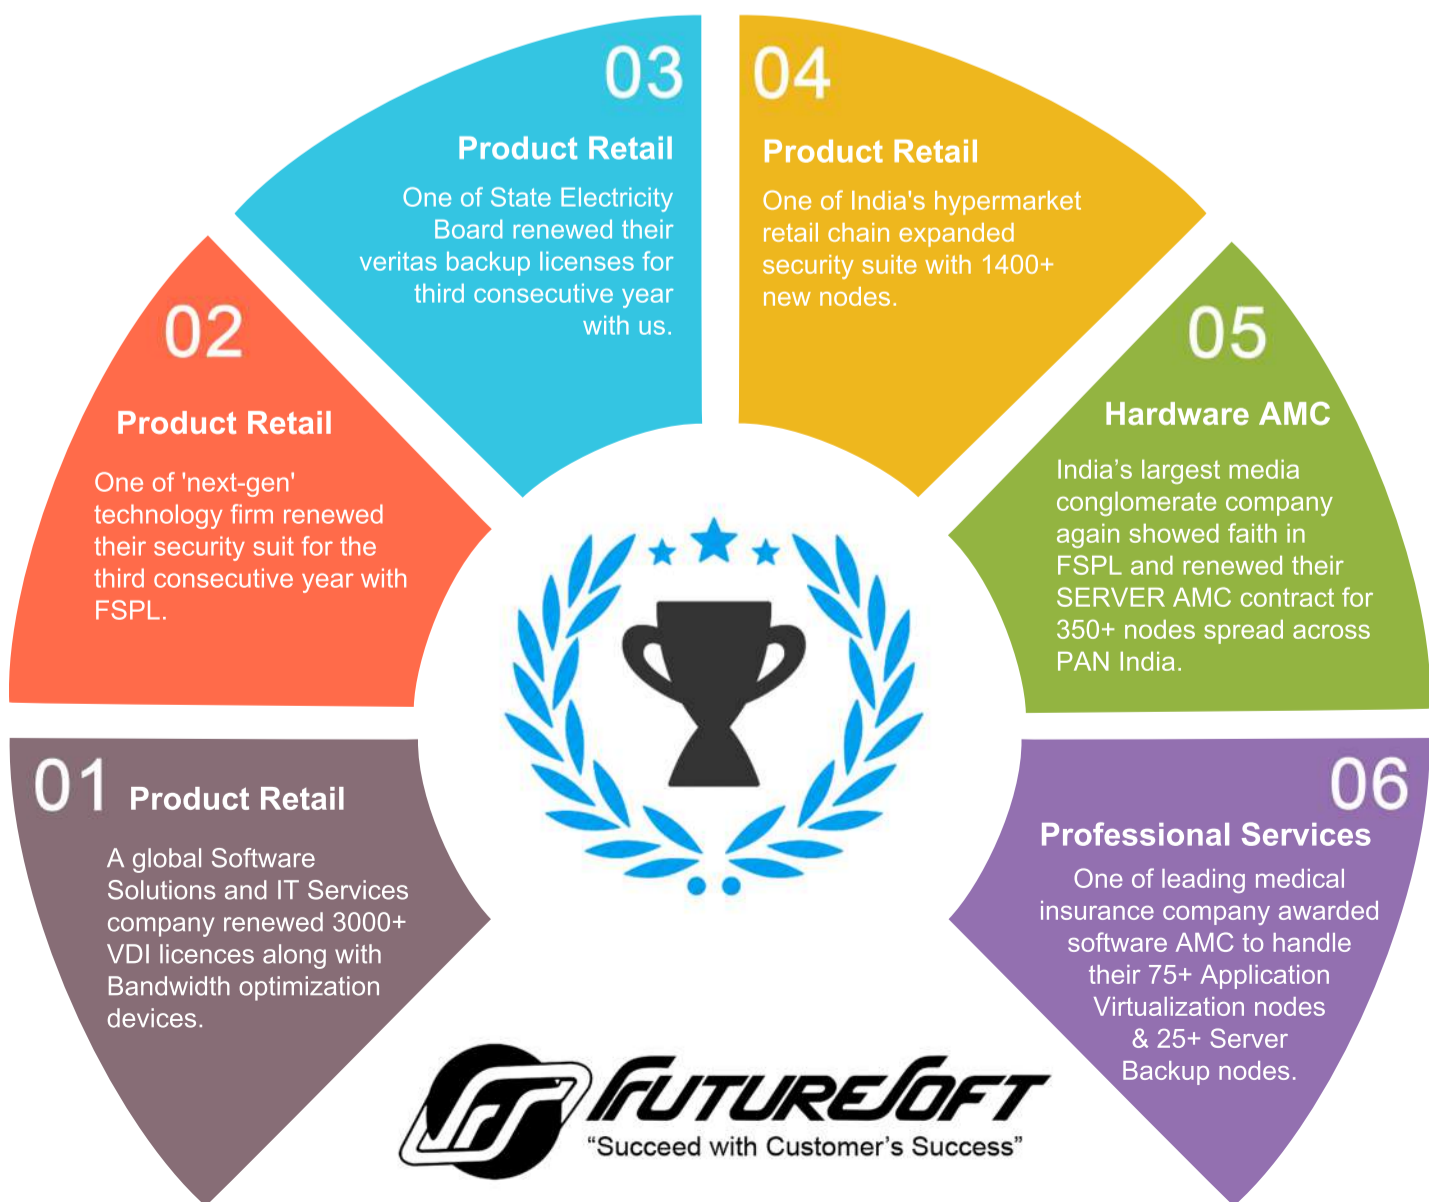 01
Product Retail
A global Software
Solutions and IT Services
company renewed 3000+
VDI licences along with
Bandwidth optimization
devices.
02
Product Retail
One of 'next-gen'
technology firm renewed
their security suit for the
third consecutive year with
FSPL.
03
Product Retail
One of State Electricity
Board renewed their
veritas backup licenses for
third consecutive year
with us.
04
Product Retail
One of India's hypermarket
retail chain expanded
security suite with 1400+
new nodes.
05
Hardware AMC
India’s largest media
conglomerate company
again showed faith in
FSPL and renewed their
SERVER AMC contract for
350+ nodes spread across
PAN India.
06
Professional Services
One of leading medical
insurance company awarded
software AMC to handle
their 75+ Application
Virtualization nodes
& 25+ Server
Backup nodes.
FUTURESOFT
“Succeed with Customer’s Success”